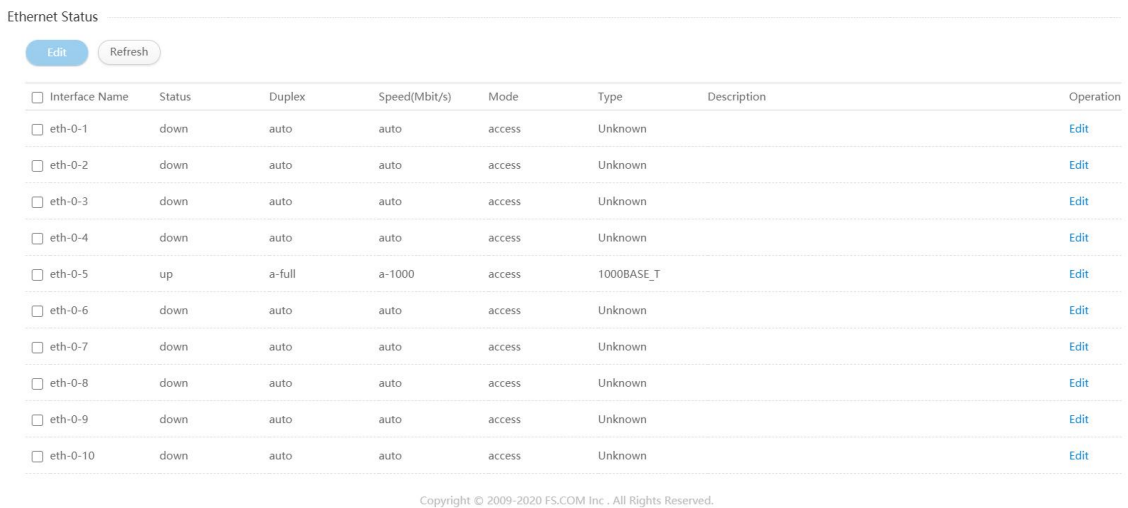 Ethernet Status
Edit Refresh
Interface Name Status Duplex Speed(Mbit/s) Mode Type Description Operation
eth-0-1 down auto auto access Unknown Edit
eth-0-2 down auto auto access Unknown Edit
eth-0-3 down auto auto access Unknown Edit
eth-0-4 down auto auto access Unknown Edit
eth-0-5 up a-full a-1000 access 1000BASE_T Edit
eth-0-6 down auto auto access Unknown Edit
eth-0-7 down auto auto access Unknown Edit
eth-0-8 down auto auto access Unknown Edit
eth-0-9 down auto auto access Unknown Edit
eth-0-10 down auto auto access Unknown Edit
Copyright © 2009-2020 FS.COM Inc . All Rights Reserved.